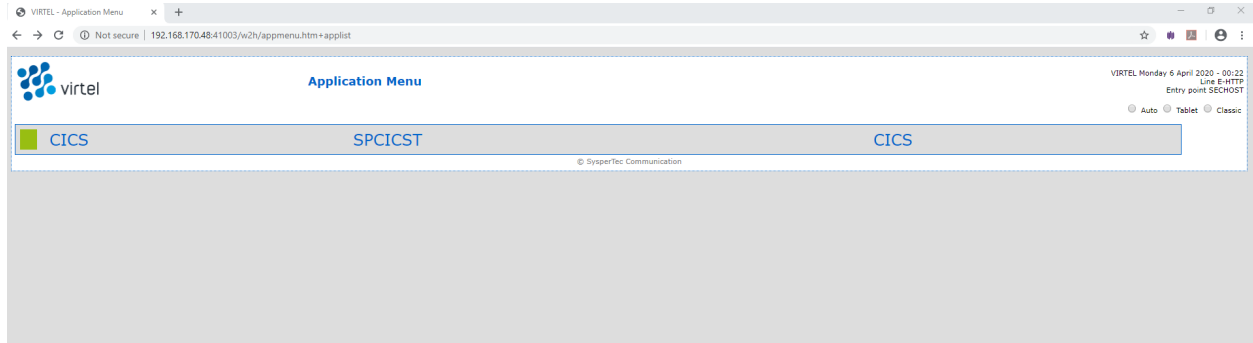 VIRTEL - Application Menu
Not secure | 192.168.170.48:41003/w2h/appmenu.htm+applist
virtel
Application Menu
VIRTEL Monday 6 April 2020 - 00:22
Line E-HTTP
Entry point SECHOST
Auto Tablet Classic
CICS SPCICST CICS
© SysperTec Communication